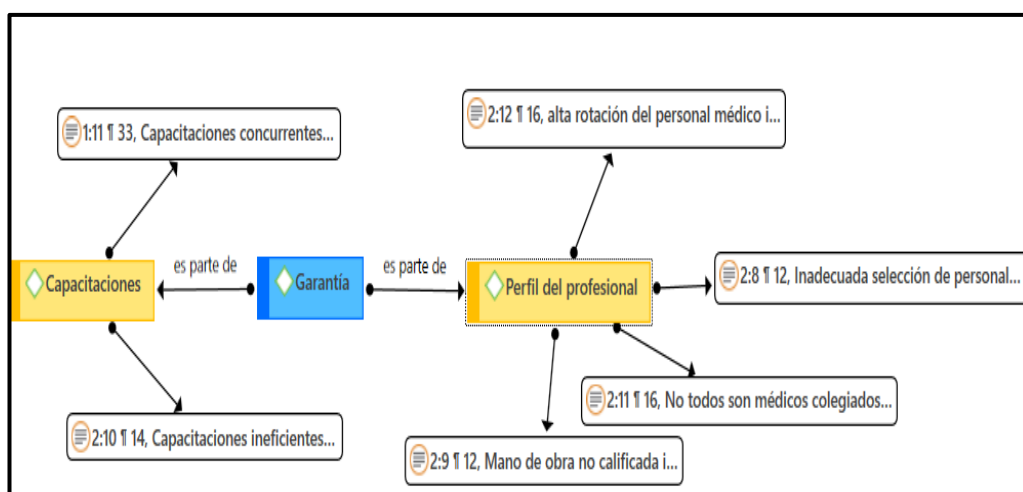 1:11 ¶ 33, Capacitaciones concurrentes...
2:12 ¶ 16, alta rotación del personal médico i...
es parte de
es parte de
Capacitaciones
Garantía
Perfil del profesional
2:8 ¶ 12, Inadecuada selección de personal...
2:11 ¶ 16, No todos son médicos colegiados...
2:10 ¶ 14, Capacitaciones ineficientes...
2:9 ¶ 12, Mano de obra no calificada i...